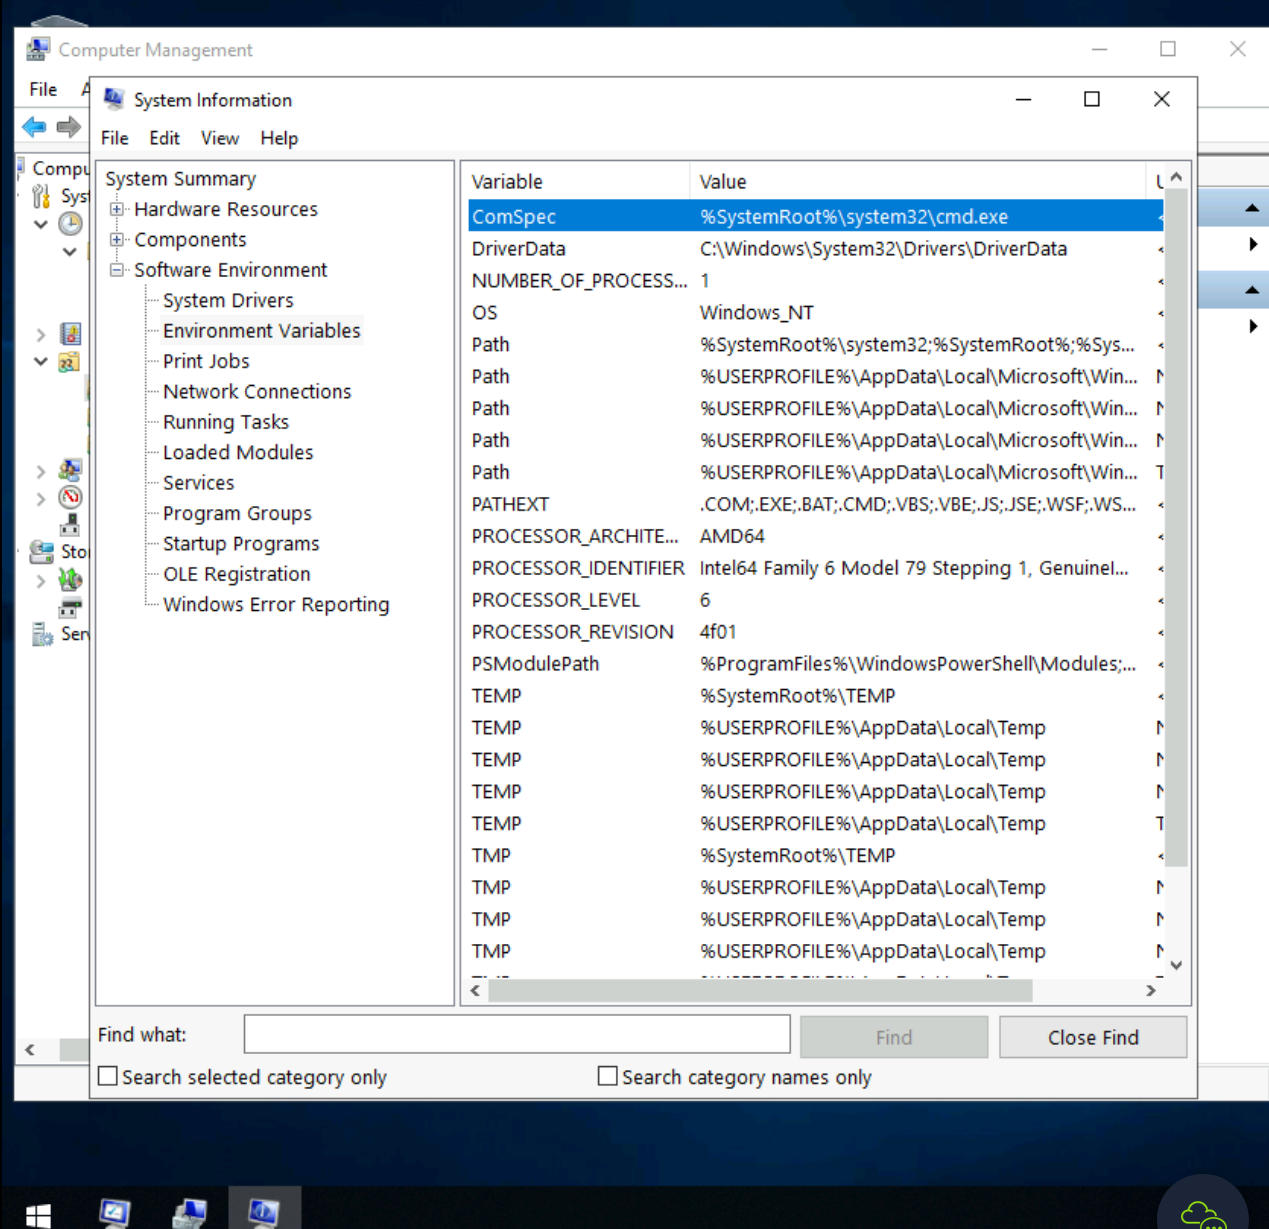 Computer Management
File
System Information
File Edit View Help
Compu
Syst
Sto
Serv
System Summary
Hardware Resources
Components
Software Environment
System Drivers
Environment Variables
Print Jobs
Network Connections
Running Tasks
Loaded Modules
Services
Program Groups
Startup Programs
OLE Registration
Windows Error Reporting
Variable Value
ComSpec %SystemRoot%\system32\cmd.exe
DriverData C:\Windows\System32\Drivers\DriverData
NUMBER_OF_PROCESS... 1
OS Windows_NT
Path %SystemRoot%\system32;%SystemRoot%;%Sys...
Path %USERPROFILE%\AppData\Local\Microsoft\Win...
Path %USERPROFILE%\AppData\Local\Microsoft\Win...
Path %USERPROFILE%\AppData\Local\Microsoft\Win...
Path %USERPROFILE%\AppData\Local\Microsoft\Win...
PATHEXT .COM;.EXE;.BAT;.CMD;.VBS;.VBE;.JS;.JSE;.WSF;.WS...
PROCESSOR_ARCHITE... AMD64
PROCESSOR_IDENTIFIER Intel64 Family 6 Model 79 Stepping 1, GenuineI...
PROCESSOR_LEVEL 6
PROCESSOR_REVISION 4f01
PSModulePath %ProgramFiles%\WindowsPowerShell\Modules;...
TEMP %SystemRoot%\TEMP
TEMP %USERPROFILE%\AppData\Local\Temp
TEMP %USERPROFILE%\AppData\Local\Temp
TEMP %USERPROFILE%\AppData\Local\Temp
TEMP %USERPROFILE%\AppData\Local\Temp
TMP %SystemRoot%\TEMP
TMP %USERPROFILE%\AppData\Local\Temp
TMP %USERPROFILE%\AppData\Local\Temp
TMP %USERPROFILE%\AppData\Local\Temp
Find what: Find Close Find
Search selected category only Search category names only